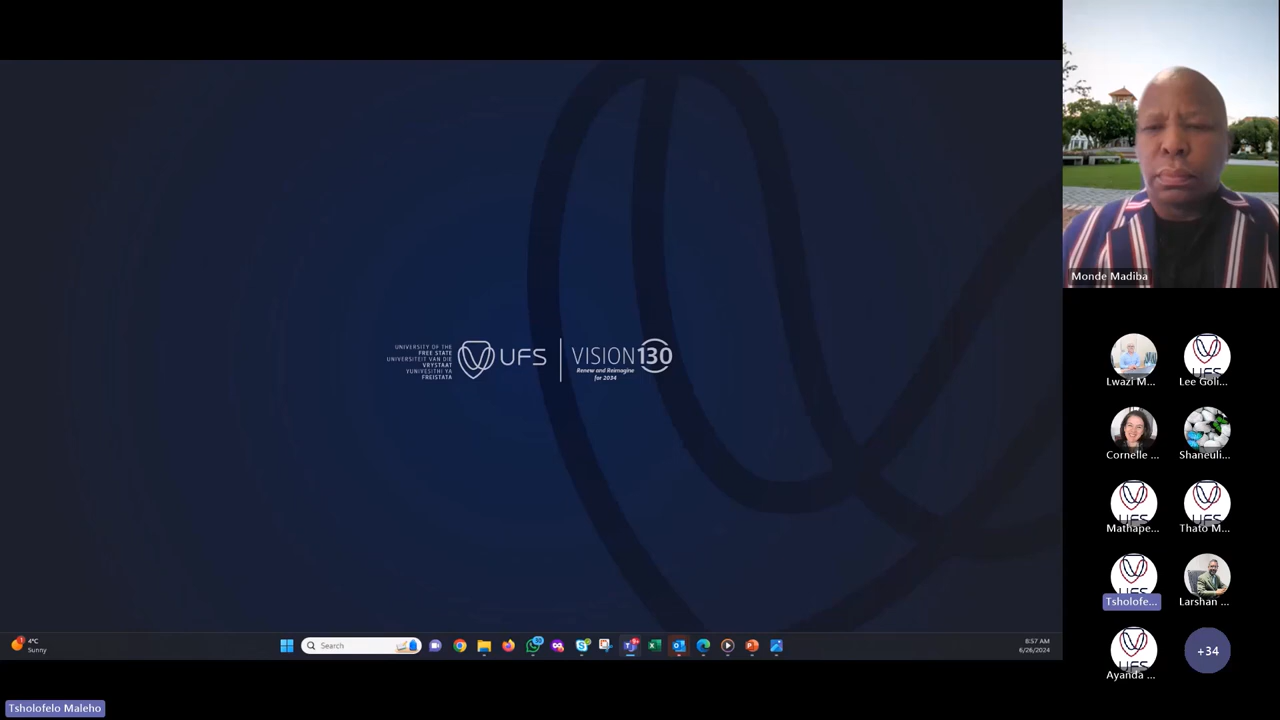 UNIVERSITY OF THE
FREE STATE
UNIVERSITEIT VAN DIE
VRYSTAAT
YUNIVESITHI YA
FREISTATA
UFS
VISION 130
Renew and Reimagine
for 2034
4°C
Sunny
Search
8:57 AM
6/26/2024
Tsholofelo Maleho
Monde Madiba
Lwazi M...
Lee Goli...
Cornelle ...
Shaneuli...
Mathape...
Thato M...
Tsholofe...
Larshan ...
Ayanda ...
+34